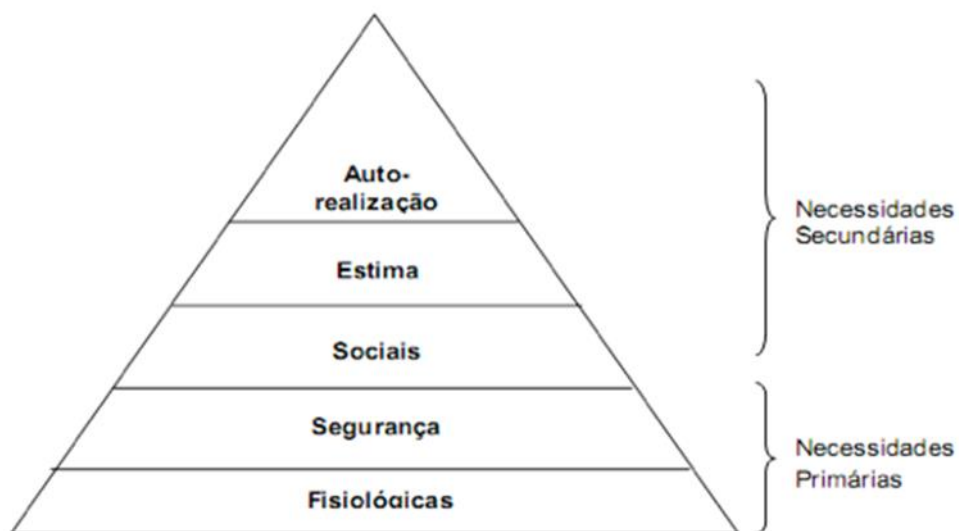 Auto-
realização
Estima
Sociais
Segurança
Fisiológicas
Necessidades
Secundárias
Necessidades
Primárias